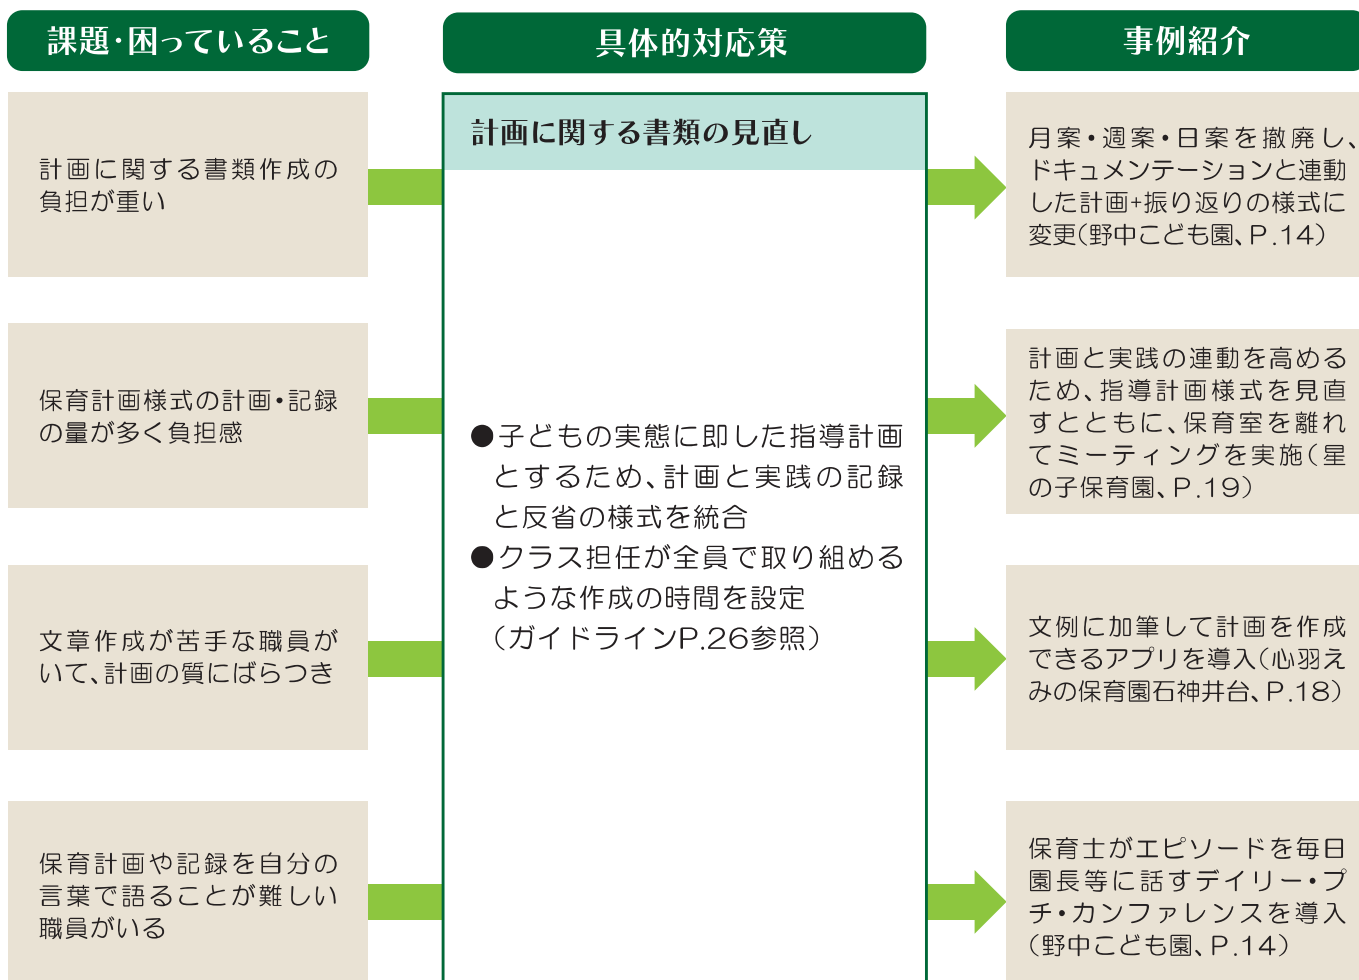 課題・困っていること
具体的対応策
事例紹介
計画に関する書類作成の
負担が重い
保育計画様式の計画・記録
の量が多く負担感
文章作成が苦手な職員が
いて、計画の質にばらつき
保育計画や記録を自分の
言葉で語ることが難しい
職員がいる
計画に関する書類の見直し
●子どもの実態に即した指導計画
とするため、計画と実践の記録
と反省の様式を統合
●クラス担任が全員で取り組める
ような作成の時間を設定
（ガイドラインP.26参照）
月案・週案・日案を撤廃し、
ドキュメンテーションと連動
した計画+振り返りの様式に
変更（野中こども園、P.14）
計画と実践の連動を高める
ため、指導計画様式を見直
すとともに、保育室を離れ
てミーティングを実施（星
の子保育園、P.19）
文例に加筆して計画を作成
できるアプリを導入（心羽え
みの保育園石神井台、P.18）
保育士がエピソードを毎日
園長等に話すデイリー・プ
チ・カンファレンスを導入
（野中こども園、P.14）